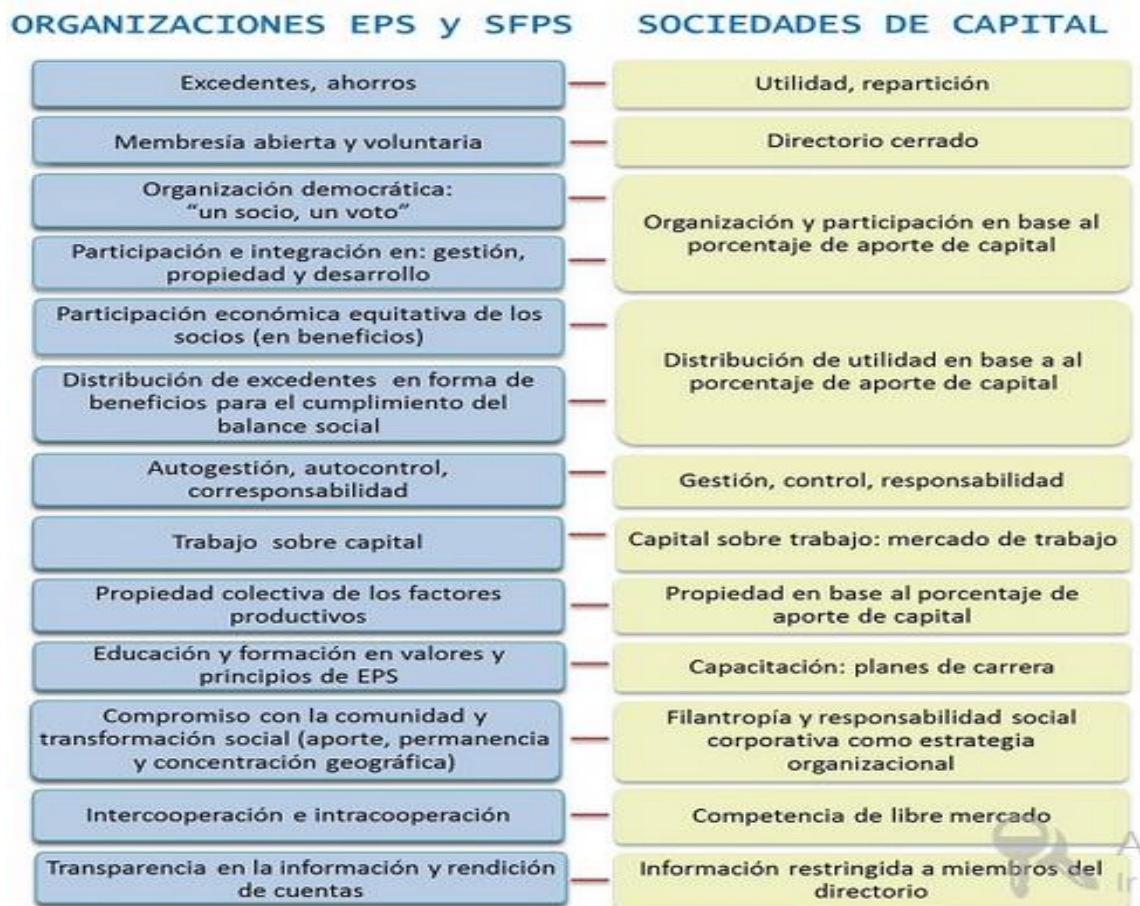 ORGANIZACIONES EPS y SFPS
SOCIEDADES DE CAPITAL
Excedentes, ahorros
Utilidad, repartición
Membresía abierta y voluntaria
Directorio cerrado
Organización democrática:
“un socio, un voto”
Participación e integración en: gestión,
propiedad y desarrollo
Organización y participación en base al
porcentaje de aporte de capital
Participación económica equitativa de los
socios (en beneficios)
Distribución de excedentes en forma de
beneficios para el cumplimiento del
balance social
Distribución de utilidad en base a al
porcentaje de aporte de capital
Autogestión, autocontrol,
corresponsabilidad
Gestión, control, responsabilidad
Trabajo sobre capital
Capital sobre trabajo: mercado de trabajo
Propiedad colectiva de los factores
productivos
Propiedad en base al porcentaje de
aporte de capital
Educación y formación en valores y
principios de EPS
Capacitación: planes de carrera
Compromiso con la comunidad y
transformación social (aporte, permanencia
y concentración geográfica)
Filantropía y responsabilidad social
corporativa como estrategia
organizacional
Intercooperación e intracooperación
Competencia de libre mercado
Transparencia en la información y rendición
de cuentas
Información restringida a miembros del
directorio